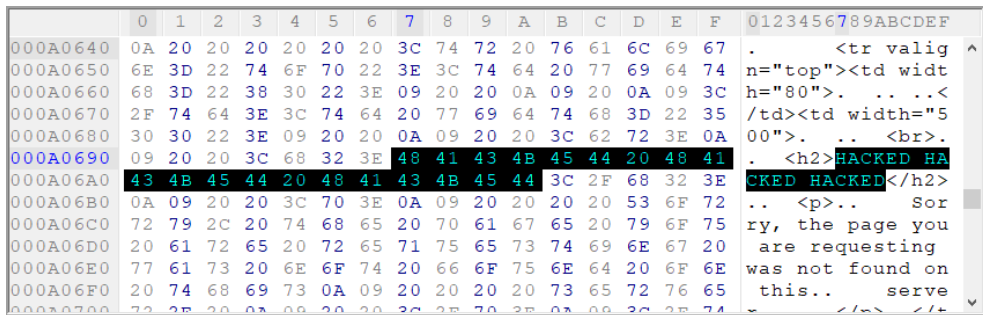 0 1 2 3 4 5 6 7 8 9 A B C D E F 0123456789ABCDEF
000A0640 0A 20 20 20 20 20 20 3C 74 72 20 76 61 6C 69 67 .      <tr valig
000A0650 6E 3D 22 74 6F 70 22 3E 3C 74 64 20 77 69 64 74 n="top"><td widt
000A0660 68 3D 22 38 30 22 3E 09 20 20 0A 09 20 0A 09 3C h="80">.  .. ..<
000A0670 2F 74 64 3E 3C 74 64 20 77 69 64 74 68 3D 22 35 /td><td width="5
000A0680 30 30 22 3E 09 20 20 0A 09 20 20 3C 62 72 3E 0A 00">.  ..  <br>.
000A0690 09 20 20 3C 68 32 3E 48 41 43 4B 45 44 20 48 41 .  <h2>HACKED HA
000A06A0 43 4B 45 44 20 48 41 43 4B 45 44 3C 2F 68 32 3E CKED HACKED</h2>
000A06B0 0A 09 20 20 3C 70 3E 0A 09 20 20 20 20 53 6F 72 ..  <p>..    Sor
000A06C0 72 79 2C 20 74 68 65 20 70 61 67 65 20 79 6F 75 ry, the page you
000A06D0 20 61 72 65 20 72 65 71 75 65 73 74 69 6E 67 20 are requesting
000A06E0 77 61 73 20 6E 6F 74 20 66 6F 75 6E 64 20 6F 6E was not found on
000A06F0 20 74 68 69 73 0A 09 20 20 20 20 73 65 72 76 65 this..    serve